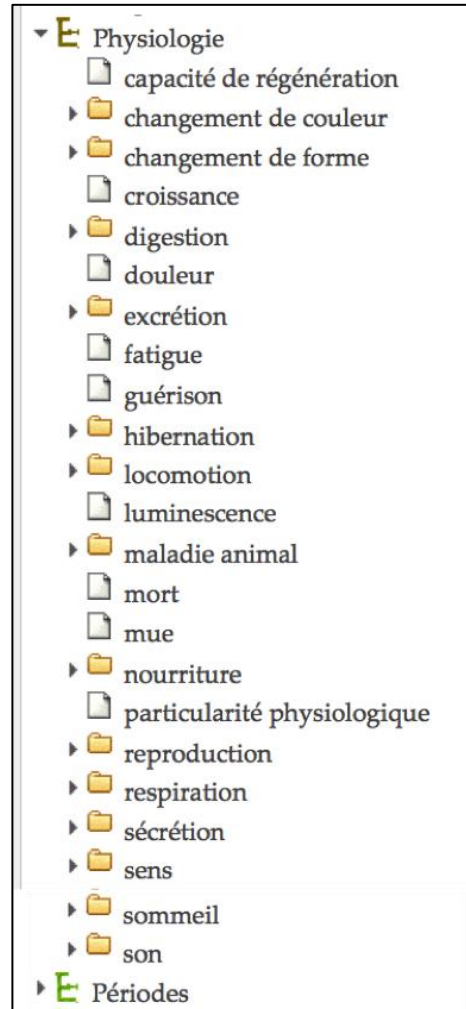 Physiologie
capacité de régénération
changement de couleur
changement de forme
croissance
digestion
douleur
excrétion
fatigue
guérison
hibernation
locomotion
luminescence
maladie animal
mort
mue
nourriture
particularité physiologique
reproduction
respiration
sécrétion
sens
sommeil
son
Périodes